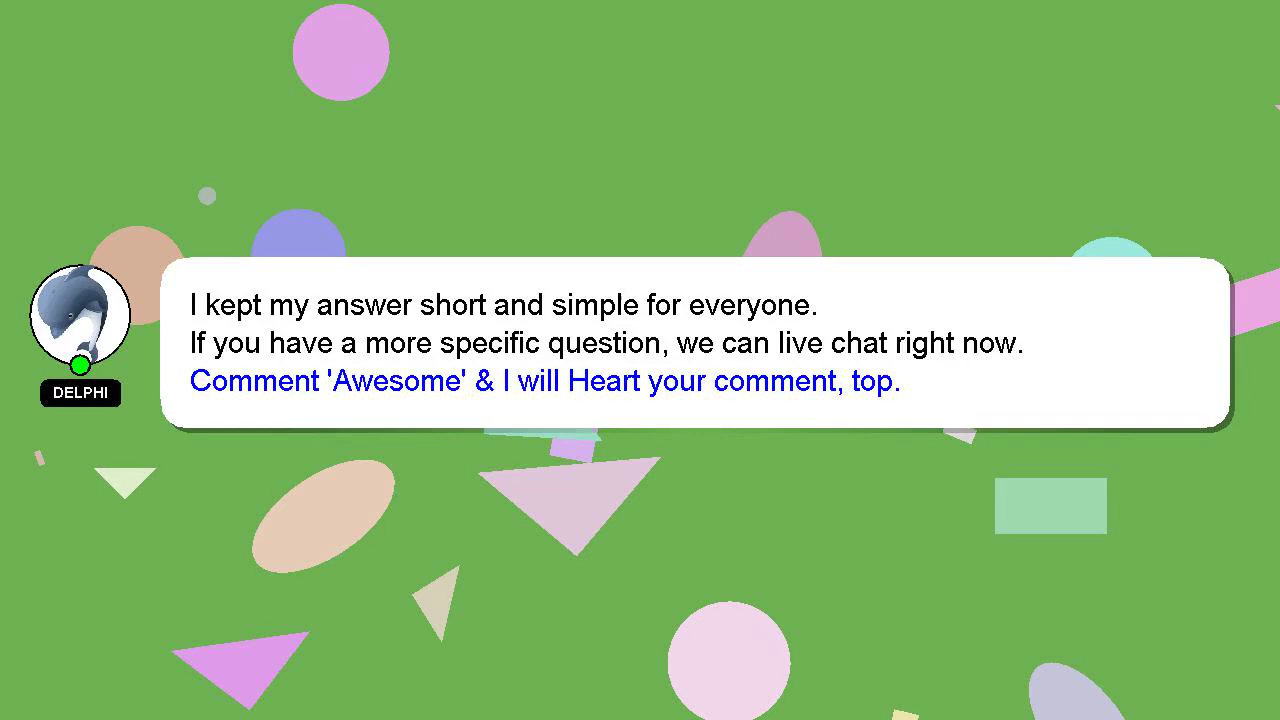 I kept my answer short and simple for everyone.
If you have a more specific question, we can live chat right now.
Comment 'Awesome' & I will Heart your comment, top.
DELPHI